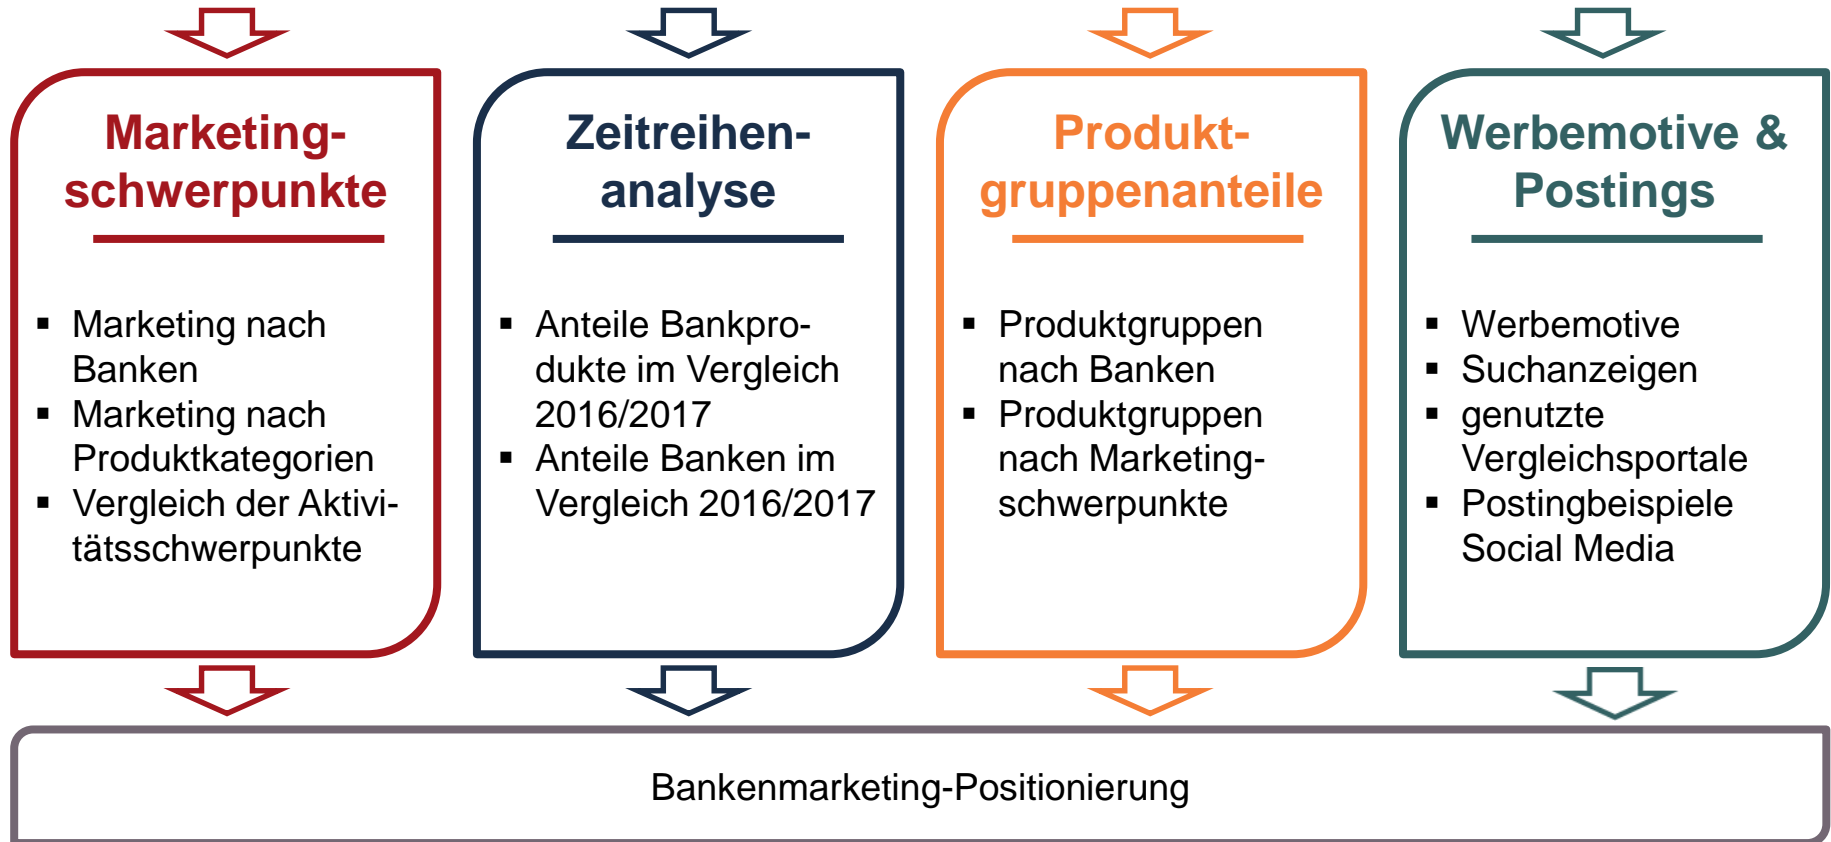 Marketing-
schwerpunkte
▪ Marketing nach
Banken
▪ Marketing nach
Produktkategorien
▪ Vergleich der Aktivi-
tätsschwerpunkte
Zeitreihen-
analyse
▪ Anteile Bankpro-
dukte im Vergleich
2016/2017
▪ Anteile Banken im
Vergleich 2016/2017
Produkt-
gruppenanteile
▪ Produktgruppen
nach Banken
▪ Produktgruppen
nach Marketing-
schwerpunkte
Werbemotive &
Postings
▪ Werbemotive
▪ Suchanzeigen
▪ genutzte
Vergleichsportale
▪ Postingbeispiele
Social Media
Bankenmarketing-Positionierung